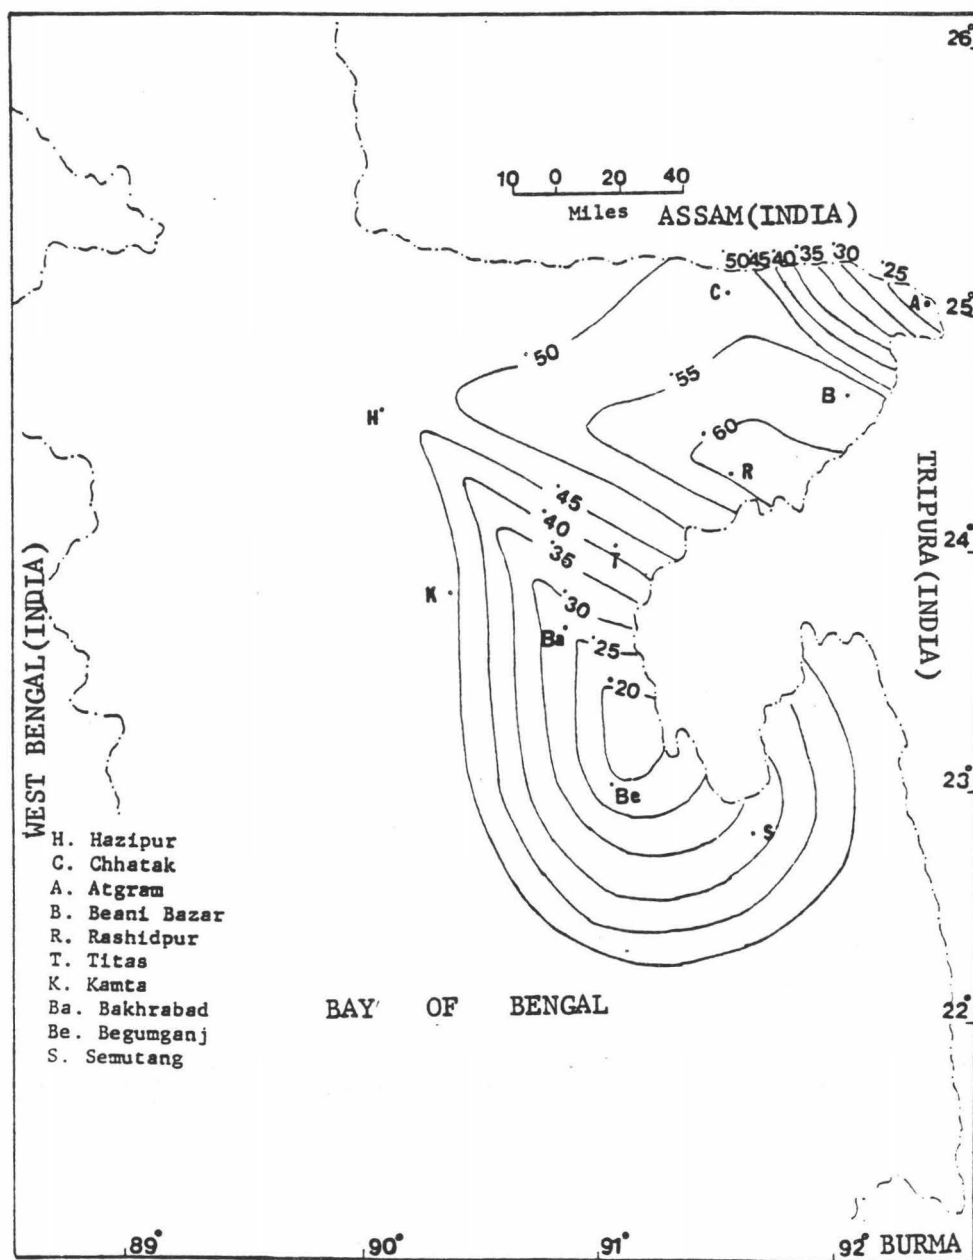 26°
10 0 20 40
Miles
ASSAM(INDIA)
.50 .45 .40 .35 .30 .25
C
A
25°
.50
.55
B
H
.60
R
.45
.40
T
.35
TRIPURA(INDIA)
24°
K
.30
Ba
.25
.20
WEST BENGAL(INDIA)
23°
Be
S
H. Hazipur
C. Chhatak
A. Atgram
B. Beani Bazar
R. Rashidpur
T. Titas
K. Kamta
Ba. Bakhrabad
Be. Begumganj
S. Semutang
BAY OF BENGAL
22°
89° 90° 91° 92° BURMA